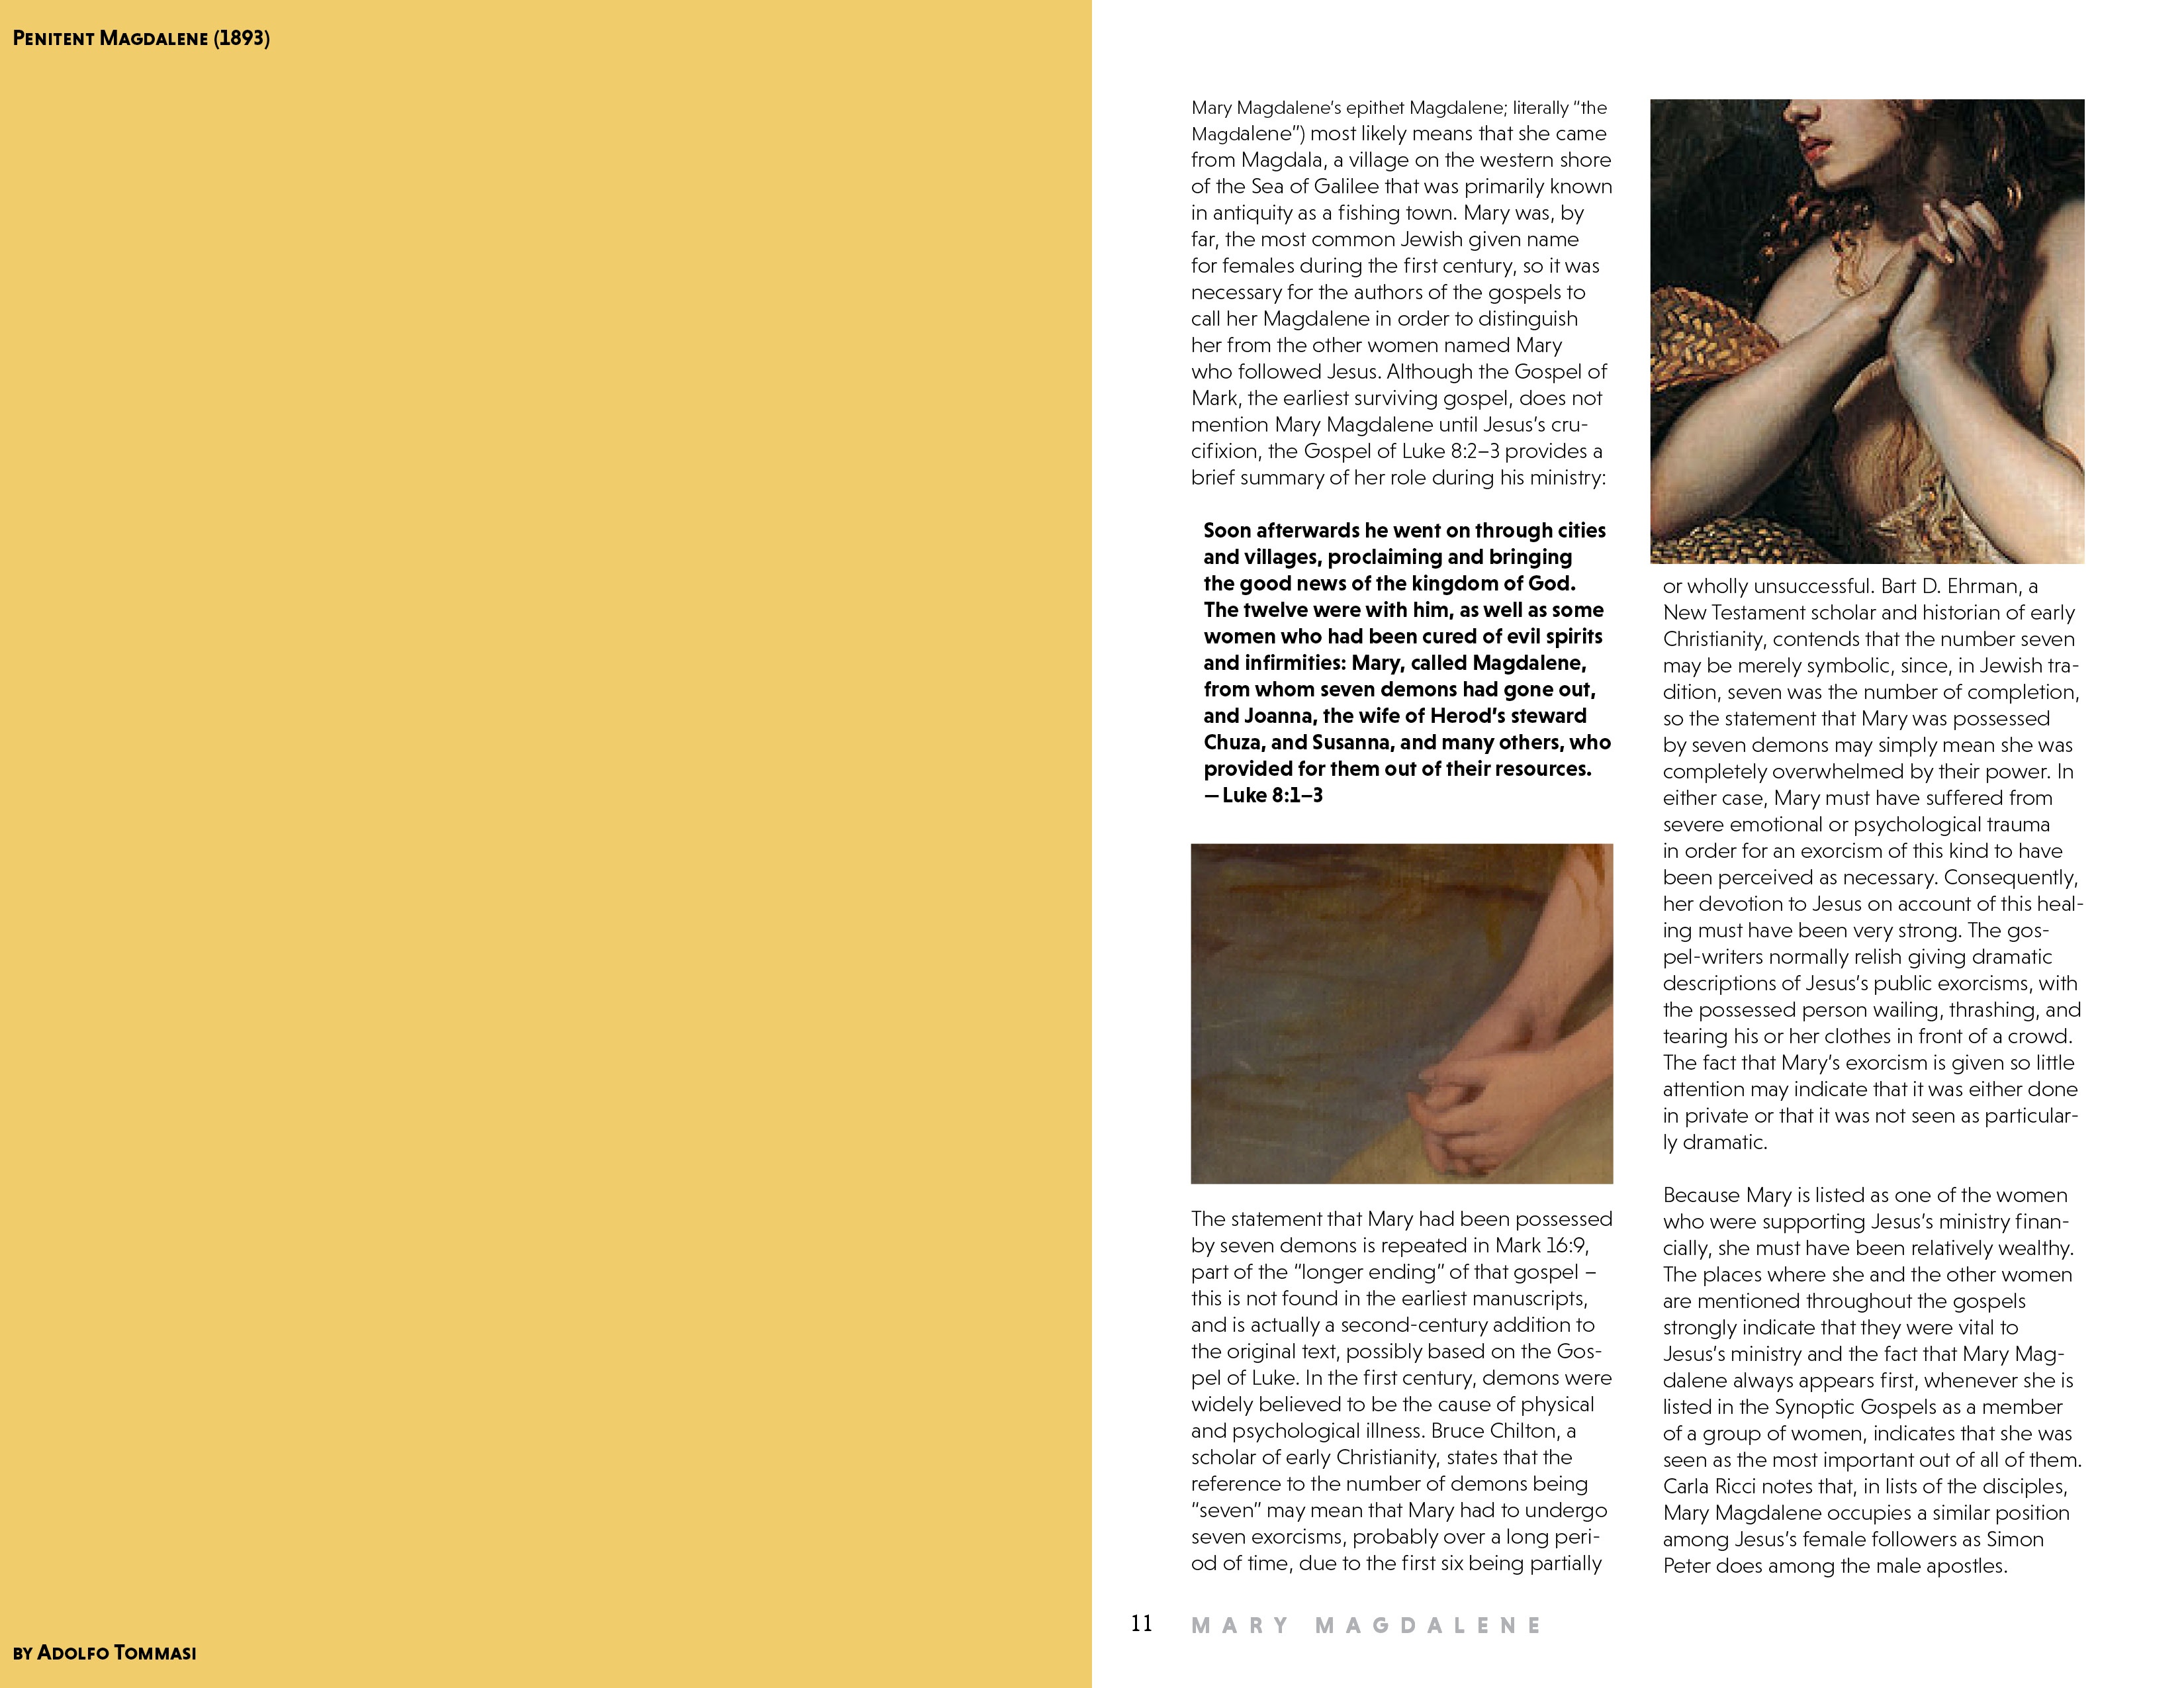 PENITENT MAGDALENE (1893)
BY ADOLFO TOMMASI
Mary Magdalene's epithet Magdalene; literally “the
Magdalene”) most likely means that she came
from Magdala, a village on the western shore
of the Sea of Galilee that was primarily known
in antiquity as a fishing town. Mary was, by
far, the most common Jewish given name
for females during the first century, so it was
necessary for the authors of the gospels to
call her Magdalene in order to distinguish
her from the other women named Mary
who followed Jesus. Although the Gospel of
Mark, the earliest surviving gospel, does not
mention Mary Magdalene until Jesus's cru-
cifixion, the Gospel of Luke 8:2–3 provides a
brief summary of her role during his ministry:
Soon afterwards he went on through cities
and villages, proclaiming and bringing
the good news of the kingdom of God.
The twelve were with him, as well as some
women who had been cured of evil spirits
and infirmities: Mary, called Magdalene,
from whom seven demons had gone out,
and Joanna, the wife of Herod's steward
Chuza, and Susanna, and many others, who
provided for them out of their resources.
— Luke 8:1–3
The statement that Mary had been possessed
by seven demons is repeated in Mark 16:9,
part of the “longer ending” of that gospel –
this is not found in the earliest manuscripts,
and is actually a second-century addition to
the original text, possibly based on the Gos-
pel of Luke. In the first century, demons were
widely believed to be the cause of physical
and psychological illness. Bruce Chilton, a
scholar of early Christianity, states that the
reference to the number of demons being
“seven” may mean that Mary had to undergo
seven exorcisms, probably over a long peri-
od of time, due to the first six being partially
or wholly unsuccessful. Bart D. Ehrman, a
New Testament scholar and historian of early
Christianity, contends that the number seven
may be merely symbolic, since, in Jewish tra-
dition, seven was the number of completion,
so the statement that Mary was possessed
by seven demons may simply mean she was
completely overwhelmed by their power. In
either case, Mary must have suffered from
severe emotional or psychological trauma
in order for an exorcism of this kind to have
been perceived as necessary. Consequently,
her devotion to Jesus on account of this heal-
ing must have been very strong. The gos-
pel-writers normally relish giving dramatic
descriptions of Jesus's public exorcisms, with
the possessed person wailing, thrashing, and
tearing his or her clothes in front of a crowd.
The fact that Mary's exorcism is given so little
attention may indicate that it was either done
in private or that it was not seen as particular-
ly dramatic.
Because Mary is listed as one of the women
who were supporting Jesus's ministry finan-
cially, she must have been relatively wealthy.
The places where she and the other women
are mentioned throughout the gospels
strongly indicate that they were vital to
Jesus's ministry and the fact that Mary Mag-
dalene always appears first, whenever she is
listed in the Synoptic Gospels as a member
of a group of women, indicates that she was
seen as the most important out of all of them.
Carla Ricci notes that, in lists of the disciples,
Mary Magdalene occupies a similar position
among Jesus's female followers as Simon
Peter does among the male apostles.
11 MARY MAGDALENE